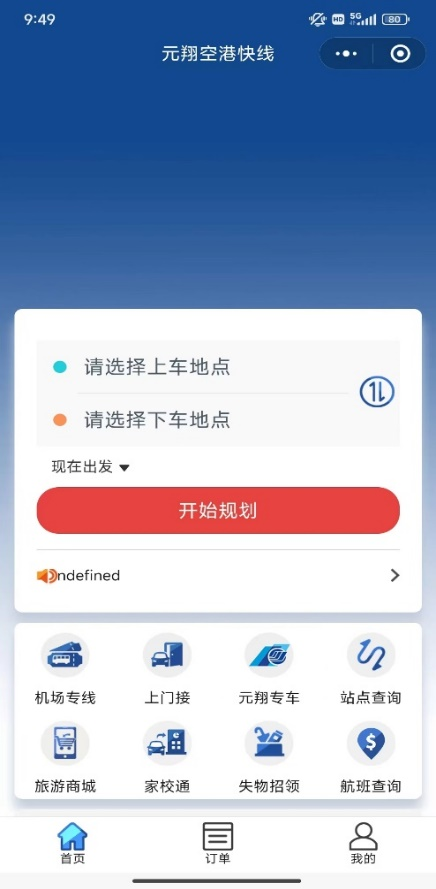 9:49
HD 5G 80
元翔空港快线
请选择上车地点
请选择下车地点
现在出发
开始规划
ndefined
机场专线 上门接 元翔专车 站点查询
旅游商城 家校通 失物招领 航班查询
首页 订单 我的